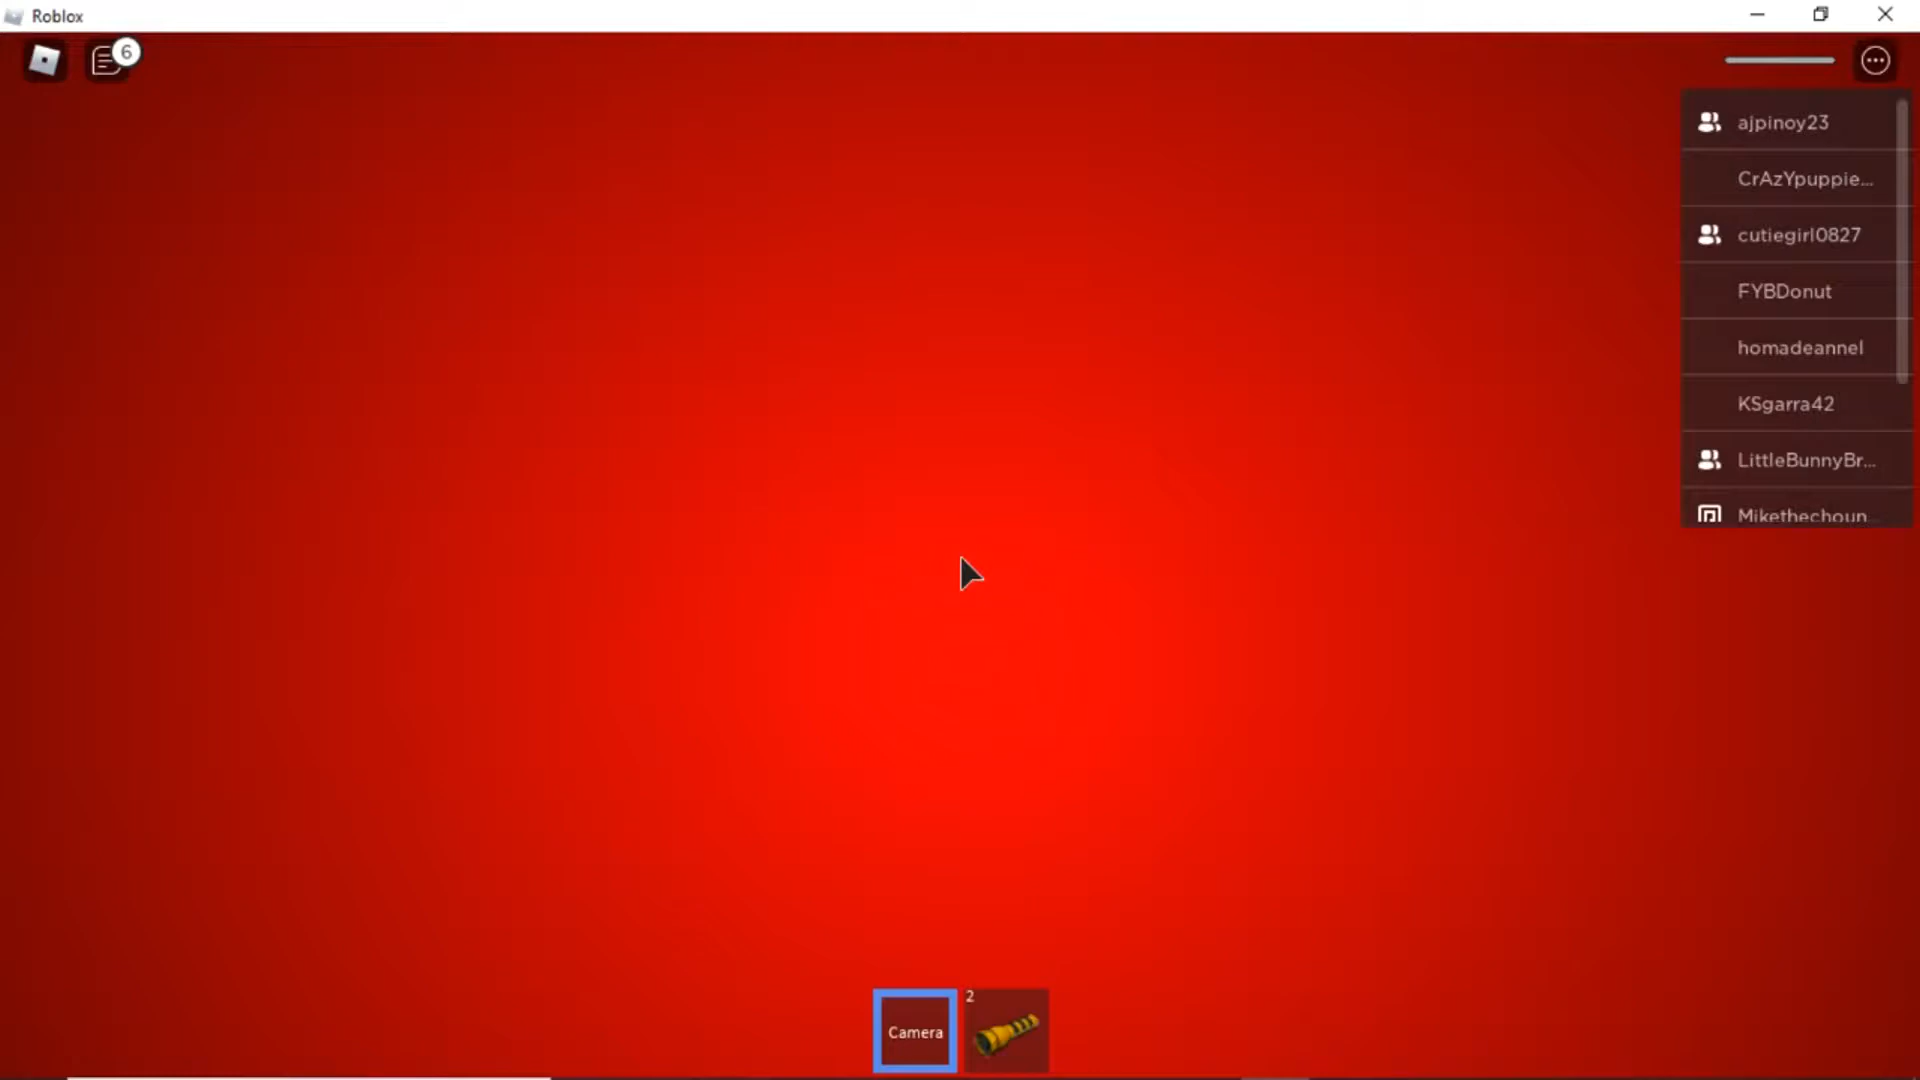 Roblox
6
ajpinoy23
CrAzYpuppie...
cutiegirl0827
FYBDonut
homadeannel
KSgarra42
LittleBunnyBr...
Mikethechoun
Camera
2